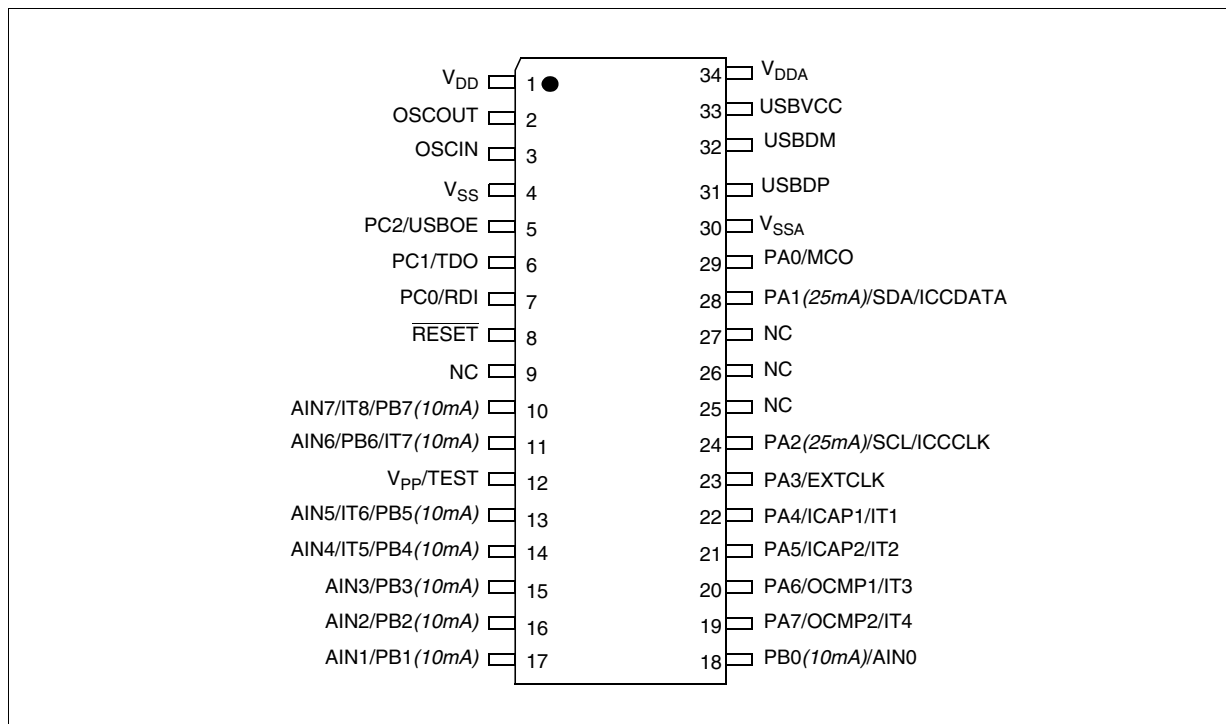 V_DD 1
OSCOUT 2
OSCIN 3
V_SS 4
PC2/USBOE 5
PC1/TDO 6
PC0/RDI 7
RESET 8
NC 9
AIN7/IT8/PB7(10mA) 10
AIN6/PB6/IT7(10mA) 11
V_PP/TEST 12
AIN5/IT6/PB5(10mA) 13
AIN4/IT5/PB4(10mA) 14
AIN3/PB3(10mA) 15
AIN2/PB2(10mA) 16
AIN1/PB1(10mA) 17
34 V_DDA
33 USBVCC
32 USBDM
31 USBDP
30 V_SSA
29 PA0/MCO
28 PA1(25mA)/SDA/ICCDATA
27 NC
26 NC
25 NC
24 PA2(25mA)/SCL/ICCCLK
23 PA3/EXTCLK
22 PA4/ICAP1/IT1
21 PA5/ICAP2/IT2
20 PA6/OCMP1/IT3
19 PA7/OCMP2/IT4
18 PB0(10mA)/AIN0